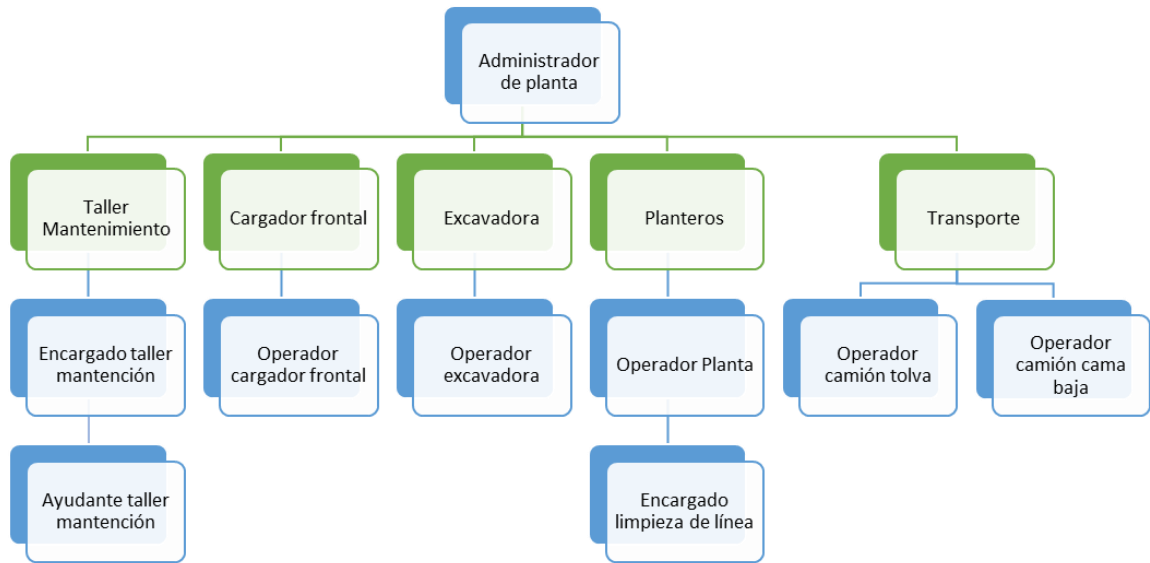 Administrador
de planta
Taller
Mantenimiento
Cargador frontal
Excavadora
Planteros
Transporte
Encargado taller
mantención
Operador
cargador frontal
Operador
excavadora
Operador Planta
Operador
camión tolva
Operador
camión cama
baja
Ayudante taller
mantención
Encargado
limpieza de línea